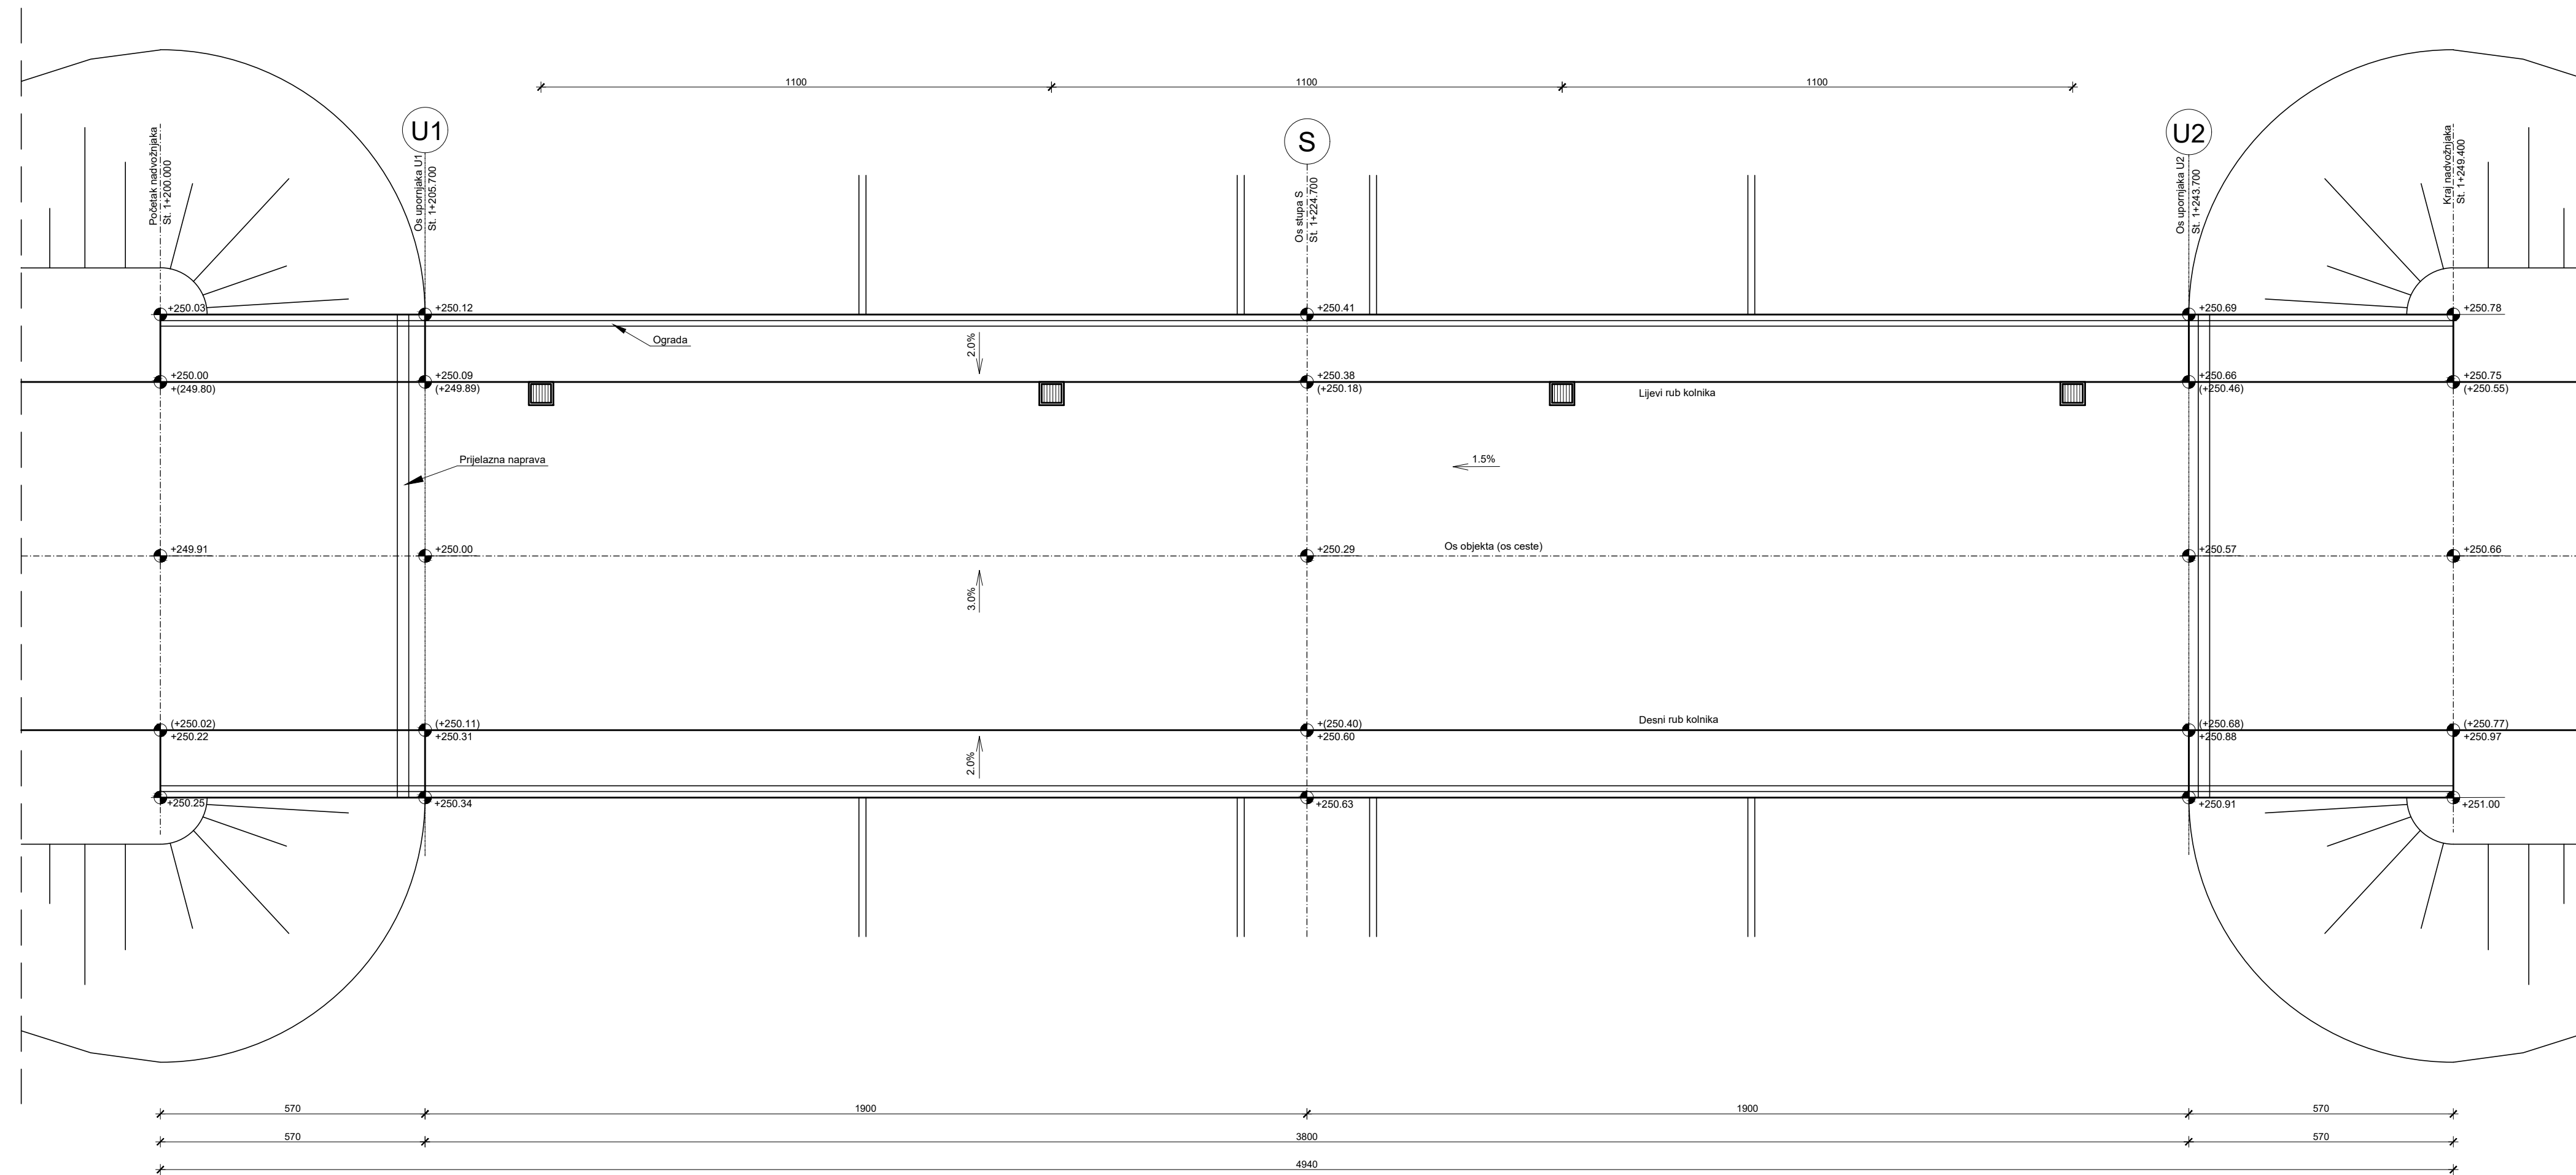 1100
1100
1100
U1
S
U2
Početak nadvožnjaka
St. 1+200.000
Os upornjaka U1
St. 1+205.700
Os stupa S
St. 1+224.700
Os upornjaka U2
St. 1+243.700
Kraj nadvožnjaka
St. 1+249.400
+250.03
+250.12
+250.41
+250.69
+250.78
Ograda
2.0%
+250.00
+250.09
+250.38
+250.66
+250.75
+(249.80)
(+249.89)
(+250.18)
Lijevi rub kolnika
(+250.46)
(+250.55)
Prijelazna naprava
1.5%
+249.91
+250.00
+250.29
Os objekta (os ceste)
+250.57
+250.66
3.0%
(+250.02)
(+250.11)
+(250.40)
Desni rub kolnika
(+250.68)
(+250.77)
+250.22
+250.31
+250.60
+250.88
+250.97
2.0%
+250.25
+250.34
+250.63
+250.91
+251.00
570
1900
1900
570
570
3800
570
4940